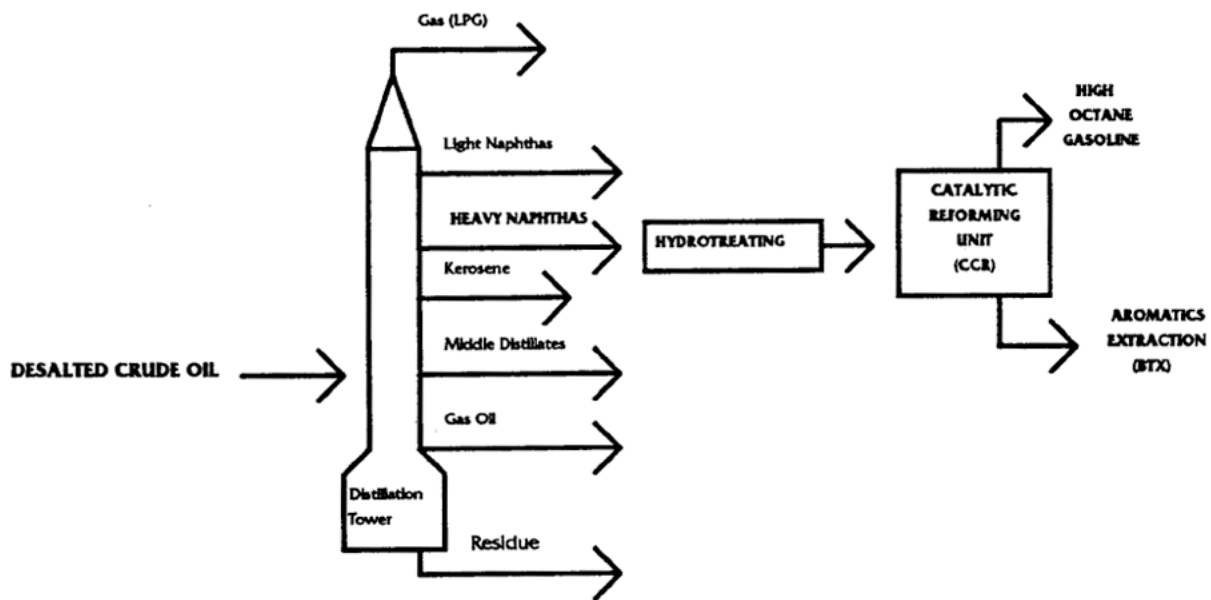 Gas (LPG)
Light Naphthas
HEAVY NAPHTHAS
Kerosene
Middle Distillates
Gas Oil
Residue
DESALTED CRUDE OIL
Distillation
Tower
HYDROTREATING
CATALYTIC
REFORMING
UNIT
(CCR)
HIGH
OCTANE
GASOLINE
AROMATICS
EXTRACTION
(BTX)